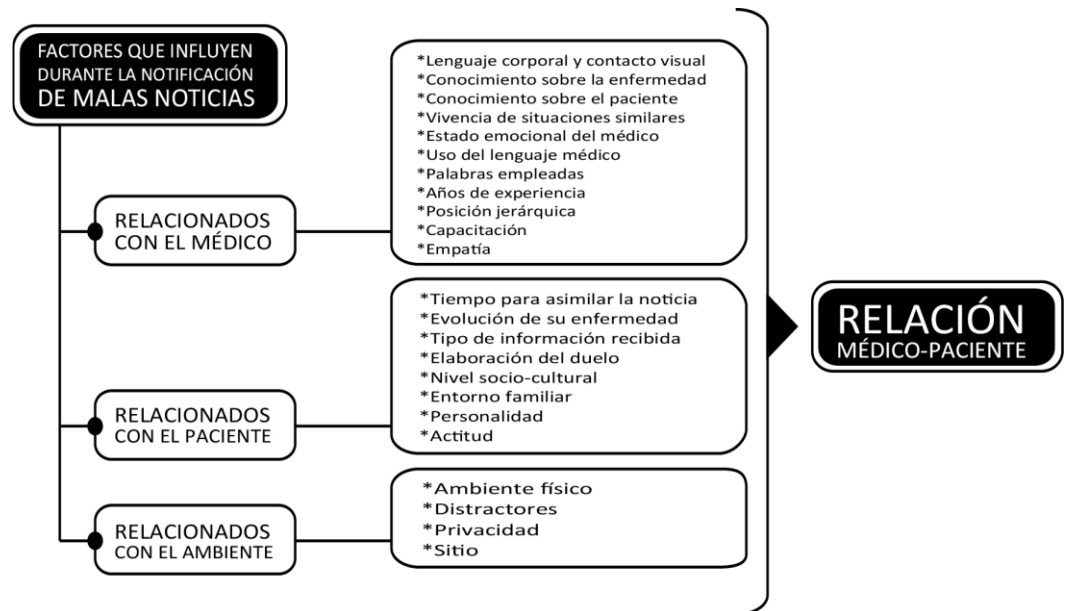 FACTORES QUE INFLUYEN
DURANTE LA NOTIFICACIÓN
DE MALAS NOTICIAS
RELACIONADOS
CON EL MÉDICO
*Lenguaje corporal y contacto visual
*Conocimiento sobre la enfermedad
*Conocimiento sobre el paciente
*Vivencia de situaciones similares
*Estado emocional del médico
*Uso del lenguaje médico
*Palabras empleadas
*Años de experiencia
*Posición jerárquica
*Capacitación
*Empatía
RELACIONADOS
CON EL PACIENTE
*Tiempo para asimilar la noticia
*Evolución de su enfermedad
*Tipo de información recibida
*Elaboración del duelo
*Nivel socio-cultural
*Entorno familiar
*Personalidad
*Actitud
RELACIONADOS
CON EL AMBIENTE
*Ambiente físico
*Distractores
*Privacidad
*Sitio
RELACIÓN
MÉDICO-PACIENTE